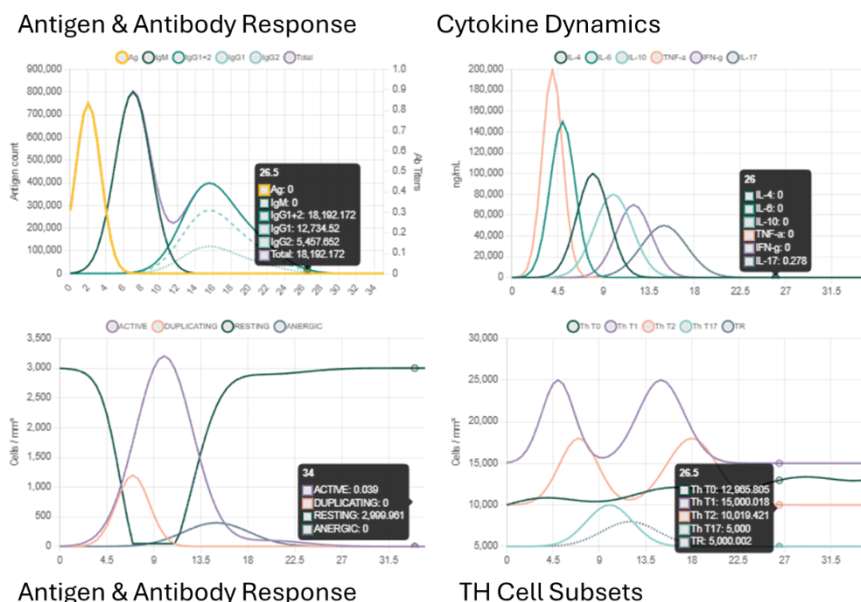 Antigen & Antibody Response
Ag IgM IgG1+2 IgG1 IgG2 Total
900,000
800,000
700,000
600,000
500,000
400,000
300,000
200,000
100,000
0
Antigen count
1.0
0.9
0.8
0.7
0.6
0.5
0.4
0.3
0.2
0.1
0
Ab Titers
0 2 4 6 8 10 12 14 16 18 20 22 24 26 28 30 32 34
26.5
Ag: 0
IgM: 0
IgG1+2: 18,192.172
IgG1: 12,734.52
IgG2: 5,457.652
Total: 18,192.172
Cytokine Dynamics
IL-4 IL-6 IL-10 TNF-a IFN-g IL-17
200,000
180,000
160,000
140,000
120,000
100,000
80,000
60,000
40,000
20,000
0
ng/mL
0 4.5 9 13.5 18 22.5 27 31.5
26
IL-4: 0
IL-6: 0
IL-10: 0
TNF-a: 0
IFN-g: 0
IL-17: 0.278
ACTIVE DUPLICATING RESTING ANERGIC
3,500
3,000
2,500
2,000
1,500
1,000
500
0
Cells / mm³
0 4.5 9 13.5 18 22.5 27 31.5
34
ACTIVE: 0.039
DUPLICATING: 0
RESTING: 2,999.961
ANERGIC: 0
Antigen & Antibody Response
Th T0 Th T1 Th T2 Th T17 TR
30,000
25,000
20,000
15,000
10,000
5,000
Cells / mm³
0 4.5 9 13.5 18 22.5 27 31.5
26.5
Th T0: 12,965.805
Th T1: 15,000.018
Th T2: 10,019.421
Th T17: 5,000
TR: 5,000.002
TH Cell Subsets